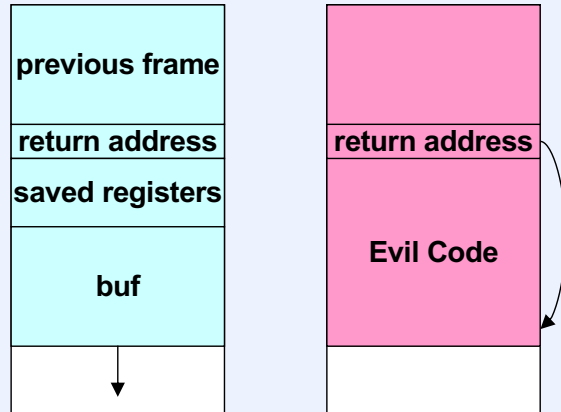 previous frame
return address
saved registers
buf
return address
Evil Code